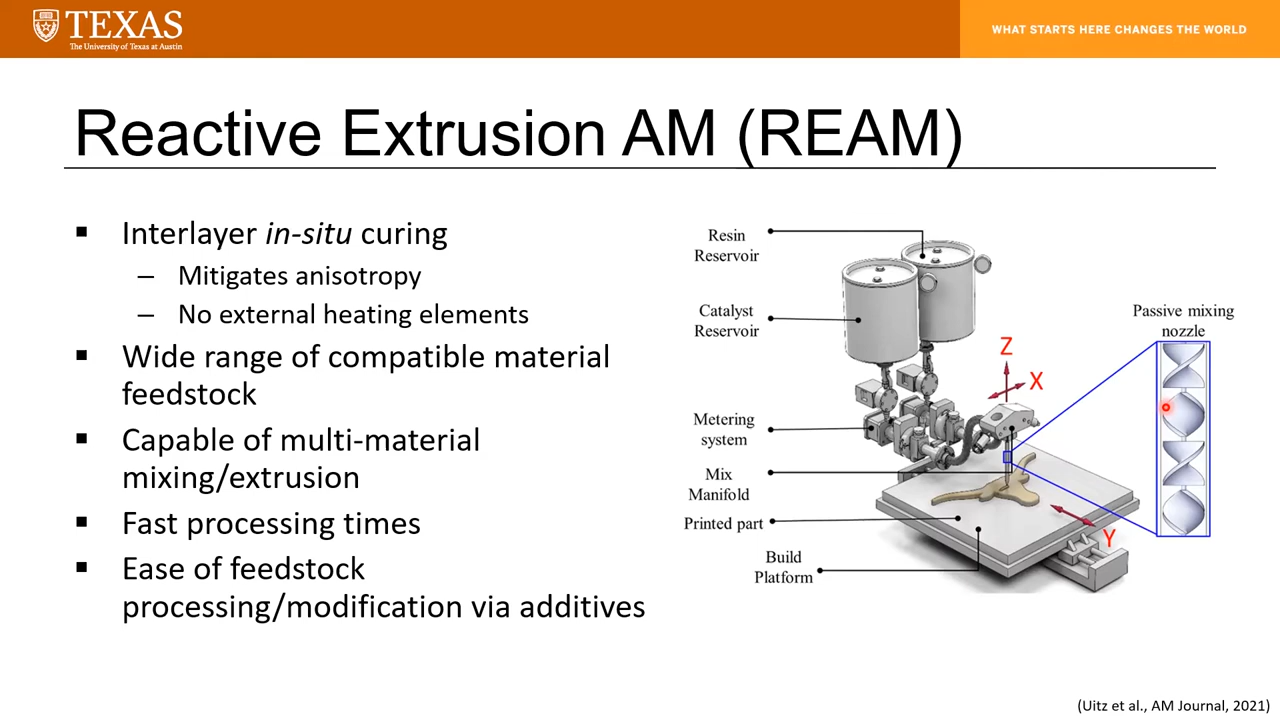 TEXAS
The University of Texas at Austin
WHAT STARTS HERE CHANGES THE WORLD
Reactive Extrusion AM (REAM)
▪ Interlayer in-situ curing
– Mitigates anisotropy
– No external heating elements
▪ Wide range of compatible material
feedstock
▪ Capable of multi-material
mixing/extrusion
▪ Fast processing times
▪ Ease of feedstock
processing/modification via additives
Resin
Reservoir
Catalyst
Reservoir
Metering
system
Mix
Manifold
Printed part
Build
Platform
Z
X
Y
Passive mixing
nozzle
(Uitz et al., AM Journal, 2021)